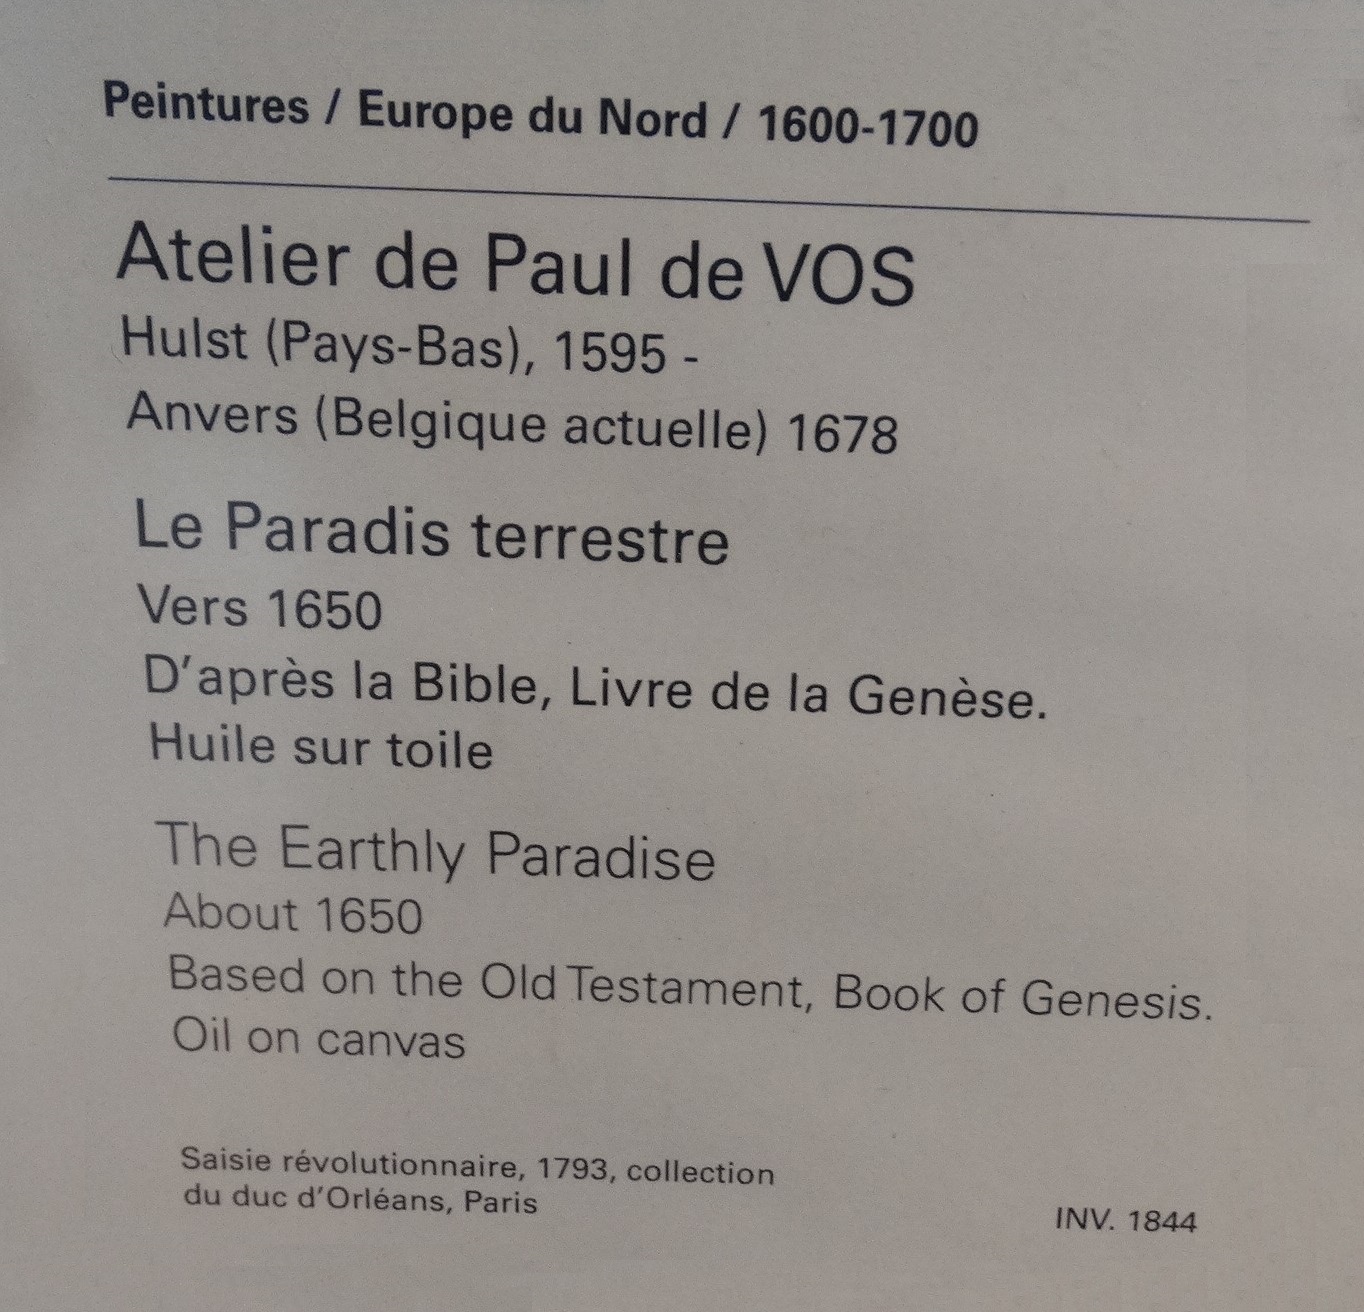 Peintures / Europe du Nord / 1600-1700
Atelier de Paul de VOS
Hulst (Pays-Bas), 1595 -
Anvers (Belgique actuelle) 1678
Le Paradis terrestre
Vers 1650
D'après la Bible, Livre de la Genèse.
Huile sur toile
The Earthly Paradise
About 1650
Based on the Old Testament, Book of Genesis.
Oil on canvas
Saisie révolutionnaire, 1793, collection
du duc d'Orléans, Paris
INV. 1844